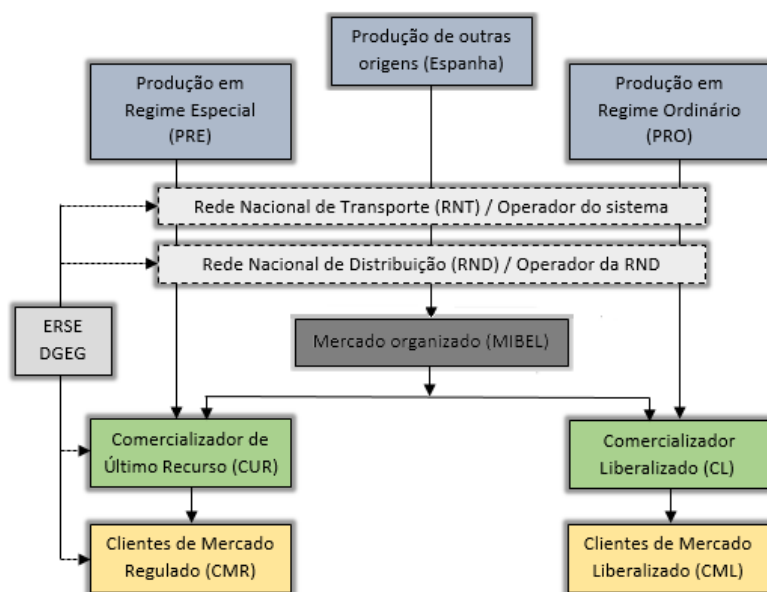 Produção de outras
origens (Espanha)
Produção em
Regime Especial
(PRE)
Produção em
Regime Ordinário
(PRO)
Rede Nacional de Transporte (RNT) / Operador do sistema
Rede Nacional de Distribuição (RND) / Operador da RND
ERSE
DGEG
Mercado organizado (MIBEL)
Comercializador de
Último Recurso (CUR)
Comercializador
Liberalizado (CL)
Clientes de Mercado
Regulado (CMR)
Clientes de Mercado
Liberalizado (CML)